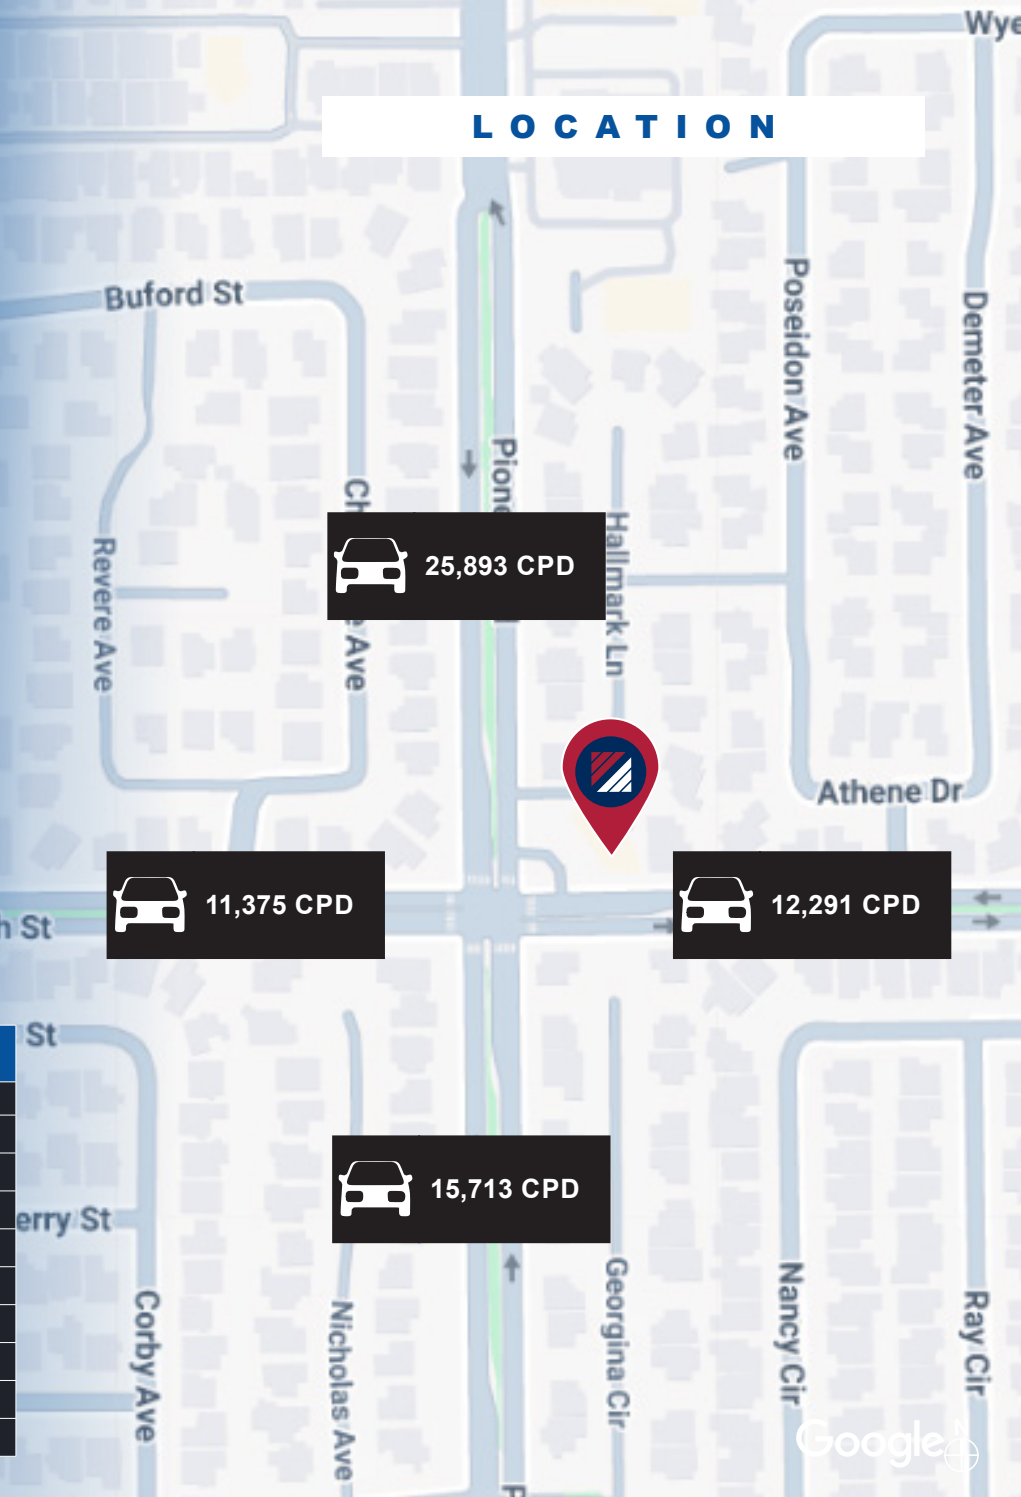 Wye
LOCATION
Buford St
Poseidon Ave
Demeter Ave
25,893 CPD
Hallmark Ln
Revere Ave
Ave
Athene Dr
11,375 CPD
12,291 CPD
St
St
15,713 CPD
erry St
Corby Ave
Nicholas Ave
Georgina Cir
Nancy Cir
Ray Cir
Google